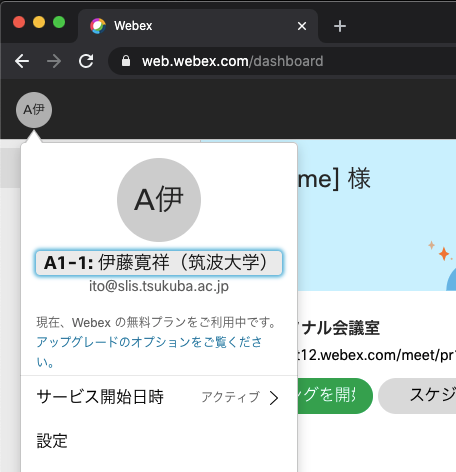 Webex
web.webex.com/dashboard
A伊
me] 様
A伊
A1-1: 伊藤寛祥（筑波大学）
ito@slis.tsukuba.ac.jp
現在、Webex の無料プランをご利用中です。
アップグレードのオプションをご覧くださ
い。
ナル会議室
t12.webex.com/meet/pr
ングを開
スケジ
サービス開始日時 アクティブ
設定